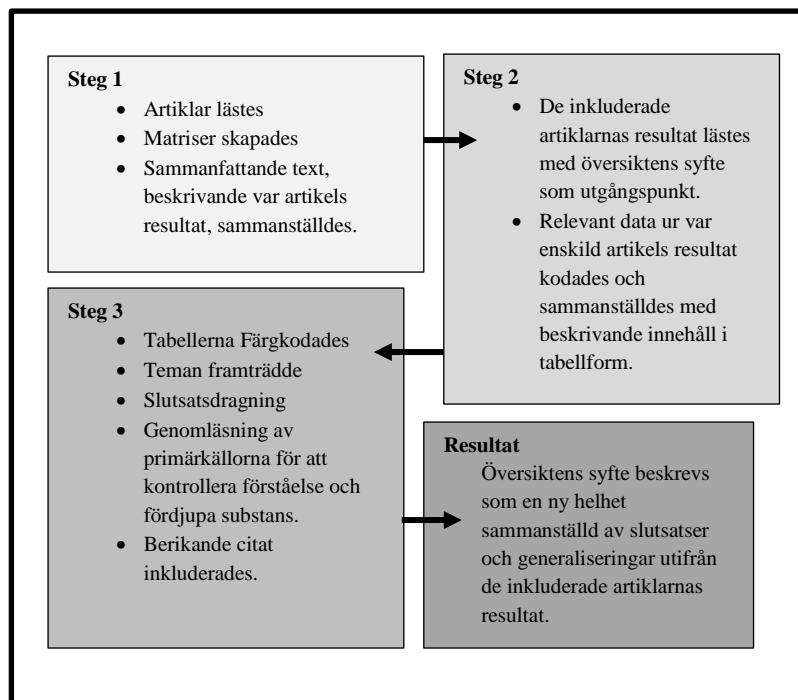 Steg 1
• Artiklar lästes
• Matriser skapades
• Sammanfattande text,
beskrivande var artikels
resultat, sammanställdes.
Steg 2
• De inkluderade
artiklarnas resultat lästes
med översiktens syfte
som utgångspunkt.
• Relevant data ur var
enskild artikels resultat
kodades och
sammanställdes med
beskrivande innehåll i
tabellform.
Steg 3
• Tabellerna Färgkodades
• Teman framträdde
• Slutsatsdragning
• Genomläsning av
primärkällorna för att
kontrollera förståelse och
fördjupa substans.
• Berikande citat
inkluderades.
Resultat
Översiktens syfte beskrevs
som en ny helhet
sammanställd av slutsatser
och generaliseringar utifrån
de inkluderade artiklarnas
resultat.